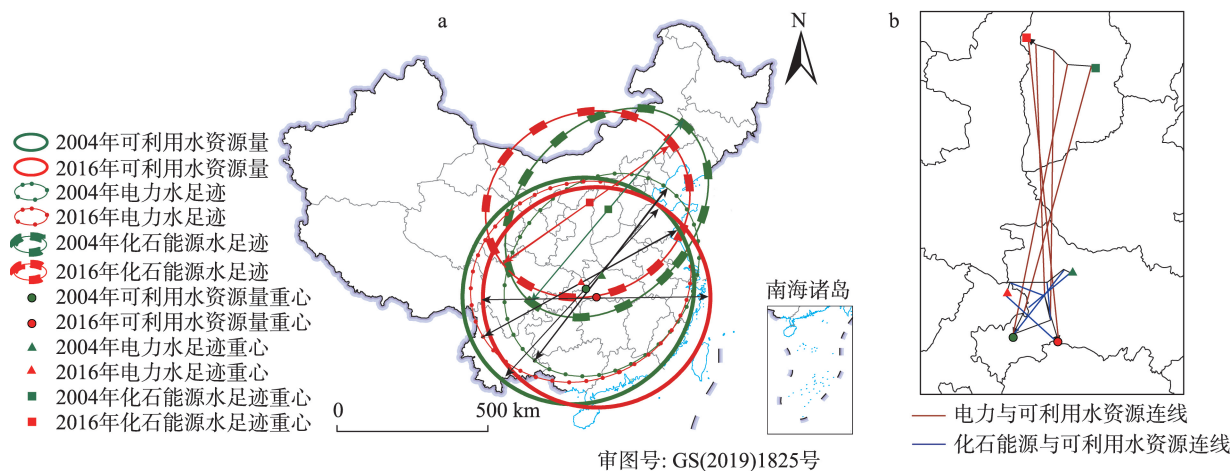 a
b
N
2004年可利用水资源量
2016年可利用水资源量
2004年电力水足迹
2016年电力水足迹
2004年化石能源水足迹
2016年化石能源水足迹
2004年可利用水资源量重心
2016年可利用水资源量重心
2004年电力水足迹重心
2016年电力水足迹重心
2004年化石能源水足迹重心
2016年化石能源水足迹重心
0 500 km
南海诸岛
审图号: GS(2019)1825号
电力与可利用水资源连线
化石能源与可利用水资源连线